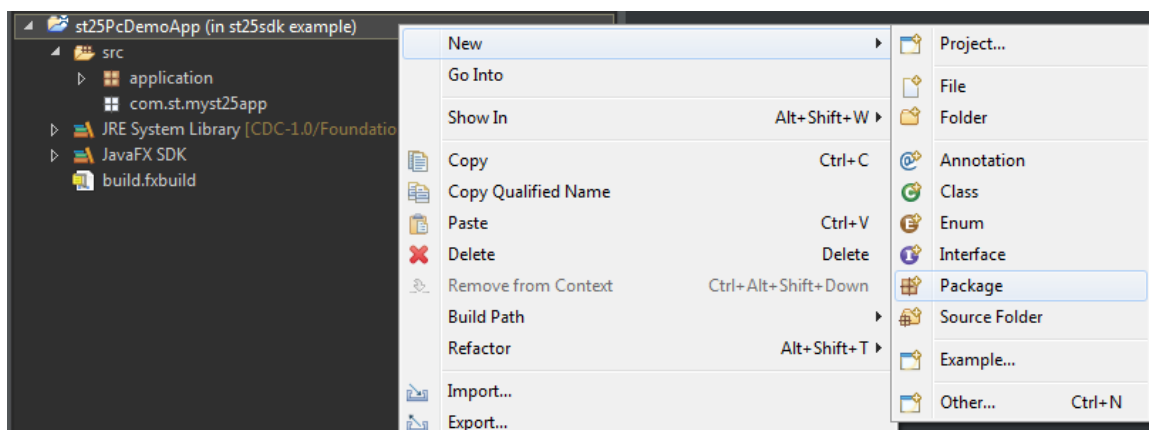 st25PcDemoApp (in st25sdk example)
src
application
com.st.myst25app
JRE System Library [CDC-1.0/Foundatio
JavaFX SDK
build.fxbuild
New
Go Into
Show In Alt+Shift+W
Copy Ctrl+C
Copy Qualified Name
Paste Ctrl+V
Delete Delete
Remove from Context Ctrl+Alt+Shift+Down
Build Path
Refactor Alt+Shift+T
Import...
Export...
Project...
File
Folder
Annotation
Class
Enum
Interface
Package
Source Folder
Example...
Other... Ctrl+N